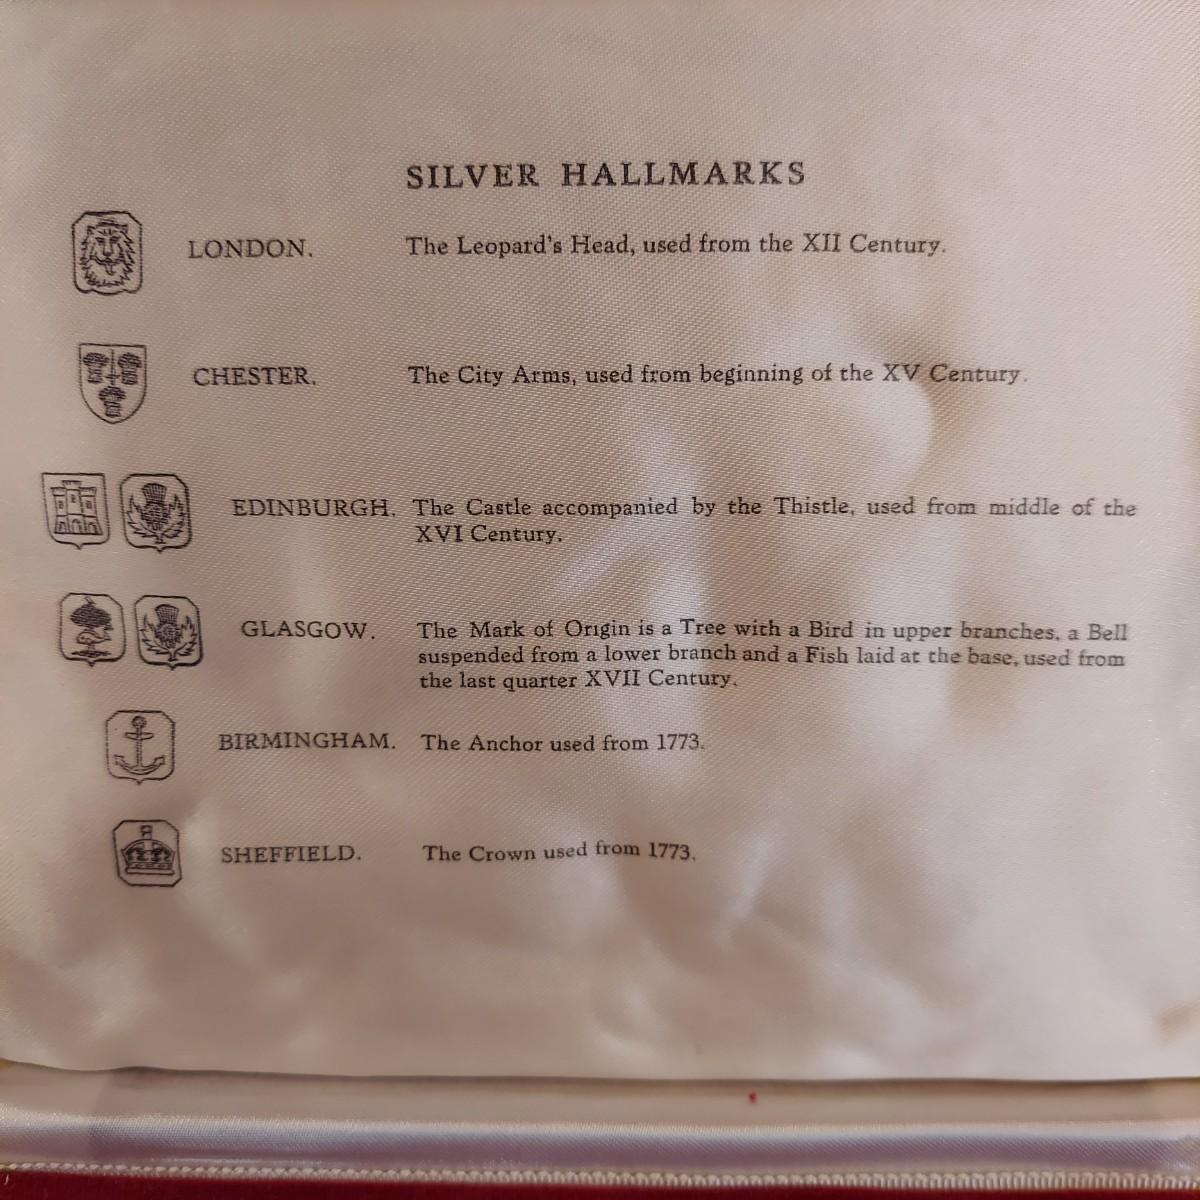 SILVER HALLMARKS
LONDON. The Leopard's Head, used from the XII Century.
CHESTER. The City Arms, used from beginning of the XV Century.
EDINBURGH. The Castle accompanied by the Thistle, used from middle of the
XVI Century.
GLASGOW. The Mark of Origin is a Tree with a Bird in upper branches, a Bell
suspended from a lower branch and a Fish laid at the base, used from
the last quarter XVII Century.
BIRMINGHAM. The Anchor used from 1773.
SHEFFIELD. The Crown used from 1773.